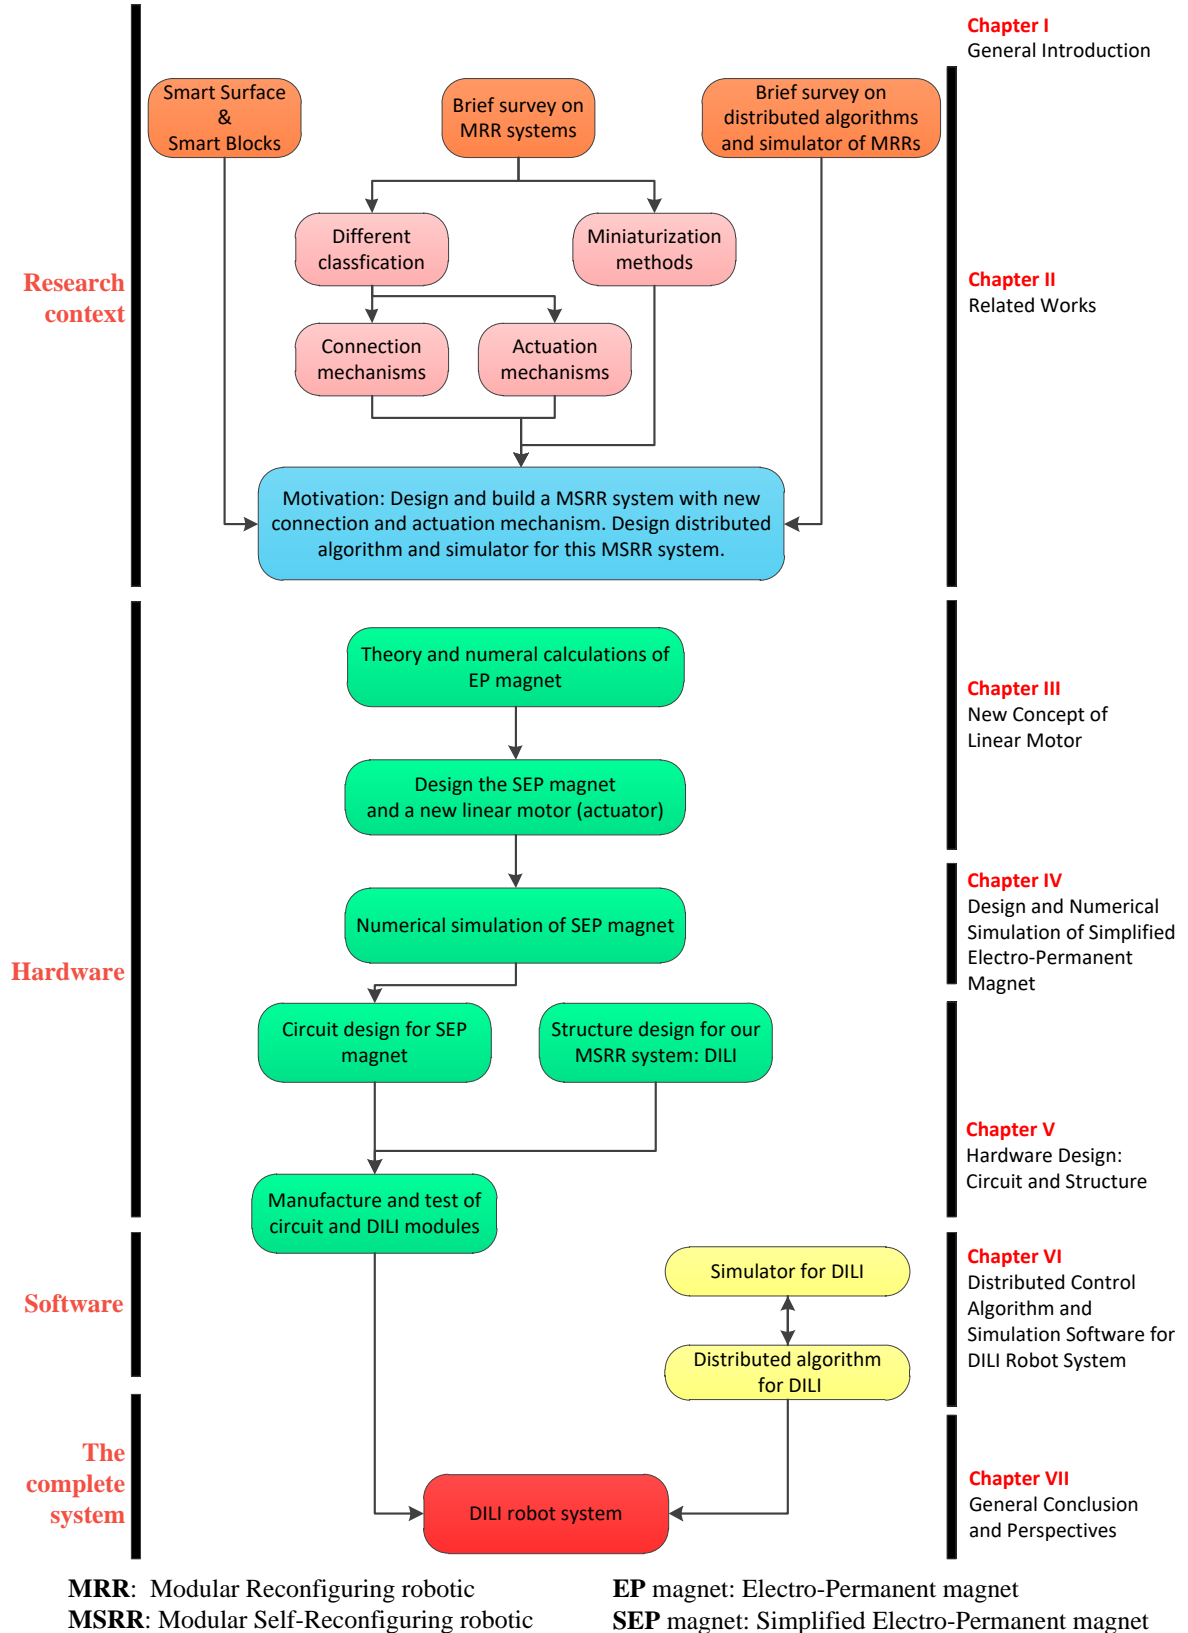 Chapter I
General Introduction
Smart Surface
&
Smart Blocks
Brief survey on
MRR systems
Brief survey on
distributed algorithms
and simulator of MRRs
Different
classfication
Miniaturization
methods
Research
context
Chapter II
Related Works
Connection
mechanisms
Actuation
mechanisms
Motivation: Design and build a MSRR system with new
connection and actuation mechanism. Design distributed
algorithm and simulator for this MSRR system.
Theory and numeral calculations of
EP magnet
Chapter III
New Concept of
Linear Motor
Design the SEP magnet
and a new linear motor (actuator)
Numerical simulation of SEP magnet
Chapter IV
Design and Numerical
Simulation of Simplified
Electro-Permanent
Magnet
Hardware
Circuit design for SEP
magnet
Structure design for our
MSRR system: DILI
Chapter V
Hardware Design:
Circuit and Structure
Manufacture and test of
circuit and DILI modules
Software
Simulator for DILI
Distributed algorithm
for DILI
Chapter VI
Distributed Control
Algorithm and
Simulation Software for
DILI Robot System
The
complete
system
DILI robot system
Chapter VII
General Conclusion
and Perspectives
MRR: Modular Reconfiguring robotic
EP magnet: Electro-Permanent magnet
MSRR: Modular Self-Reconfiguring robotic
SEP magnet: Simplified Electro-Permanent magnet